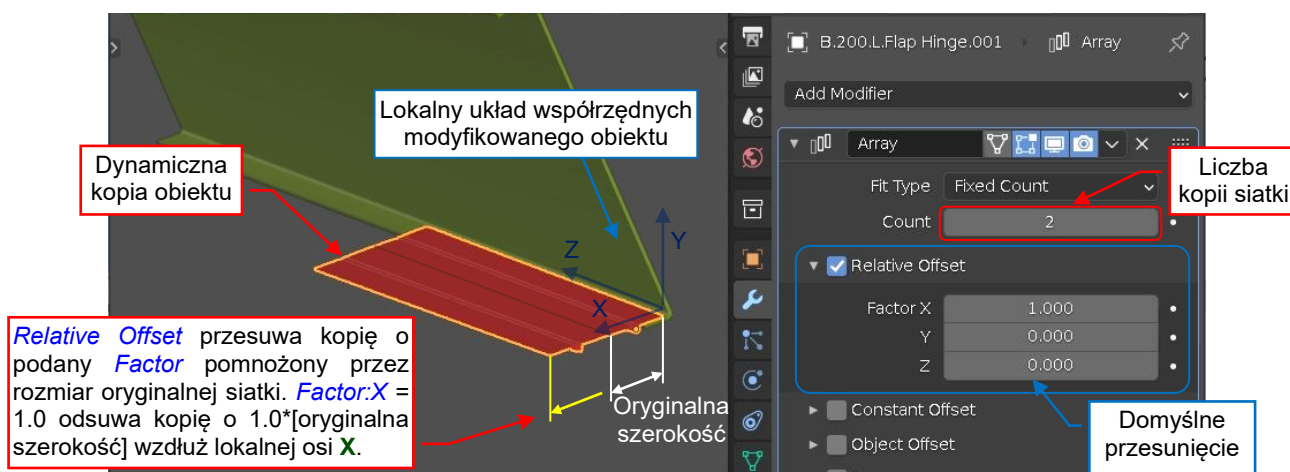 B.200.L.Flap Hinge.001 Array
Add Modifier
Array
Fit Type Fixed Count
Count 2
Relative Offset
Factor X 1.000
Y 0.000
Z 0.000
Constant Offset
Object Offset
Lokalny układ współrzędnych
modyfikowanego obiektu
Dynamiczna
kopia obiektu
Liczba
kopii siatki
Z
Y
X
Relative Offset przesuwa kopię o
podany Factor pomnożony przez
rozmiar oryginalnej siatki. Factor:X =
1.0 odsuwa kopię o 1.0*[oryginalna
szerokość] wzdłuż lokalnej osi X.
Oryginalna
szerokość
Domyślne
przesunięcie